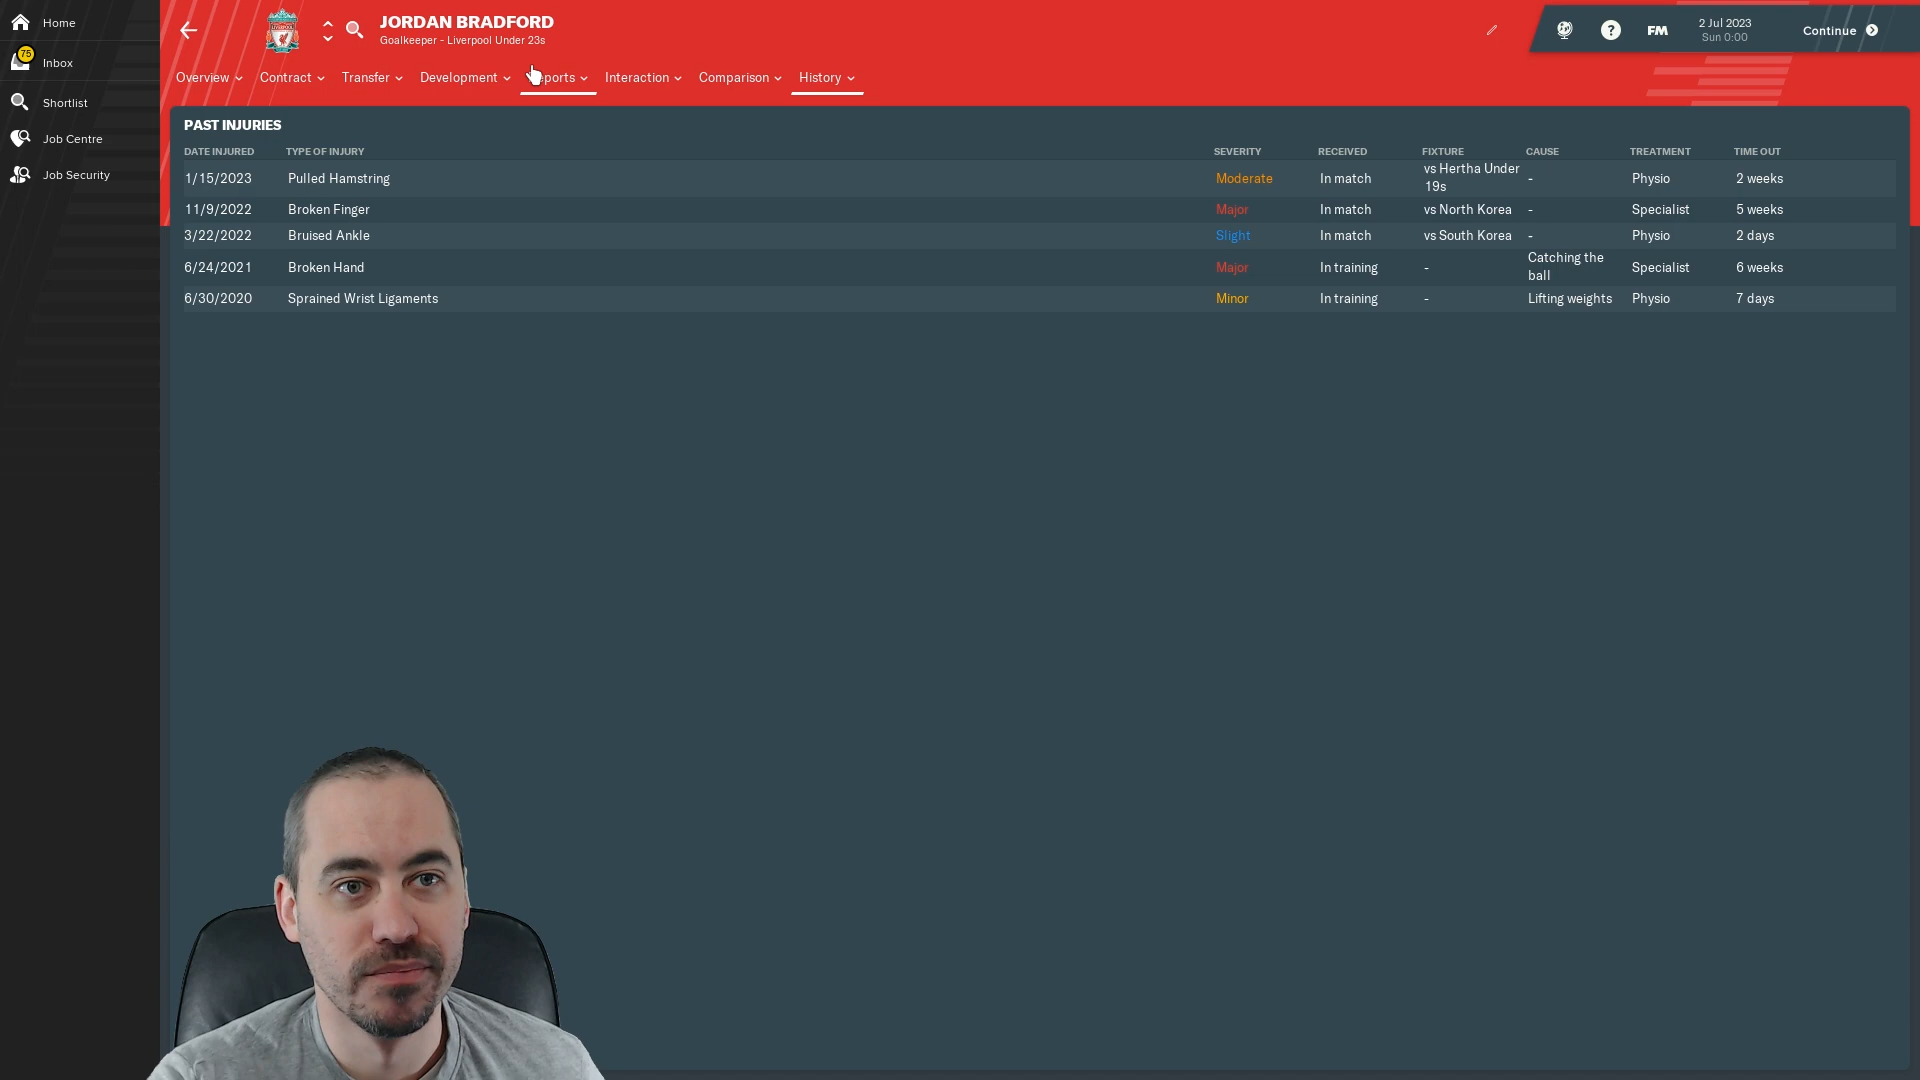 Home
75
Inbox
Shortlist
Job Centre
Job Security
JORDAN BRADFORD
Goalkeeper - Liverpool Under 23s
?
FM
2 Jul 2023
Sun 0:00
Continue
Overview Contract Transfer Development eports Interaction Comparison History
PAST INJURIES
DATE INJURED TYPE OF INJURY SEVERITY RECEIVED FIXTURE CAUSE TREATMENT TIME OUT
1/15/2023 Pulled Hamstring Moderate In match vs Hertha Under 19s - Physio 2 weeks
11/9/2022 Broken Finger Major In match vs North Korea - Specialist 5 weeks
3/22/2022 Bruised Ankle Slight In match vs South Korea - Physio 2 days
6/24/2021 Broken Hand Major In training - Catching the ball Specialist 6 weeks
6/30/2020 Sprained Wrist Ligaments Minor In training - Lifting weights Physio 7 days